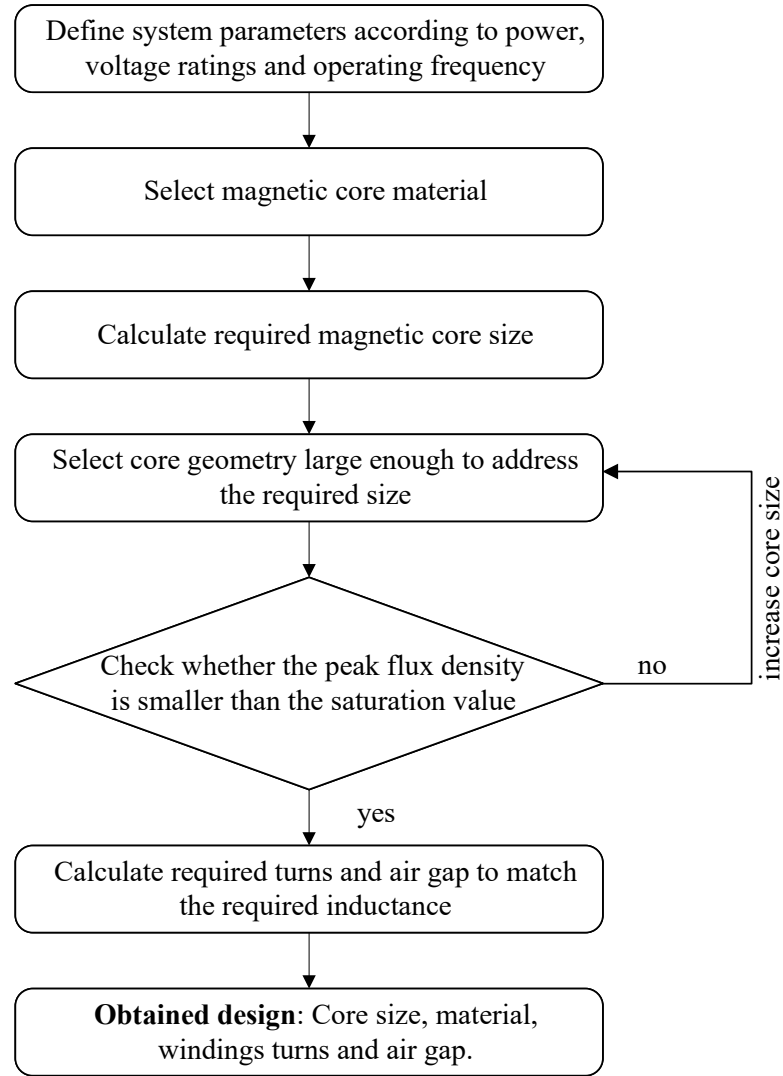 Define system parameters according to power,
voltage ratings and operating frequency
Select magnetic core material
Calculate required magnetic core size
Select core geometry large enough to address
the required size
increase core size
Check whether the peak flux density
is smaller than the saturation value
no
yes
Calculate required turns and air gap to match
the required inductance
Obtained design: Core size, material,
windings turns and air gap.